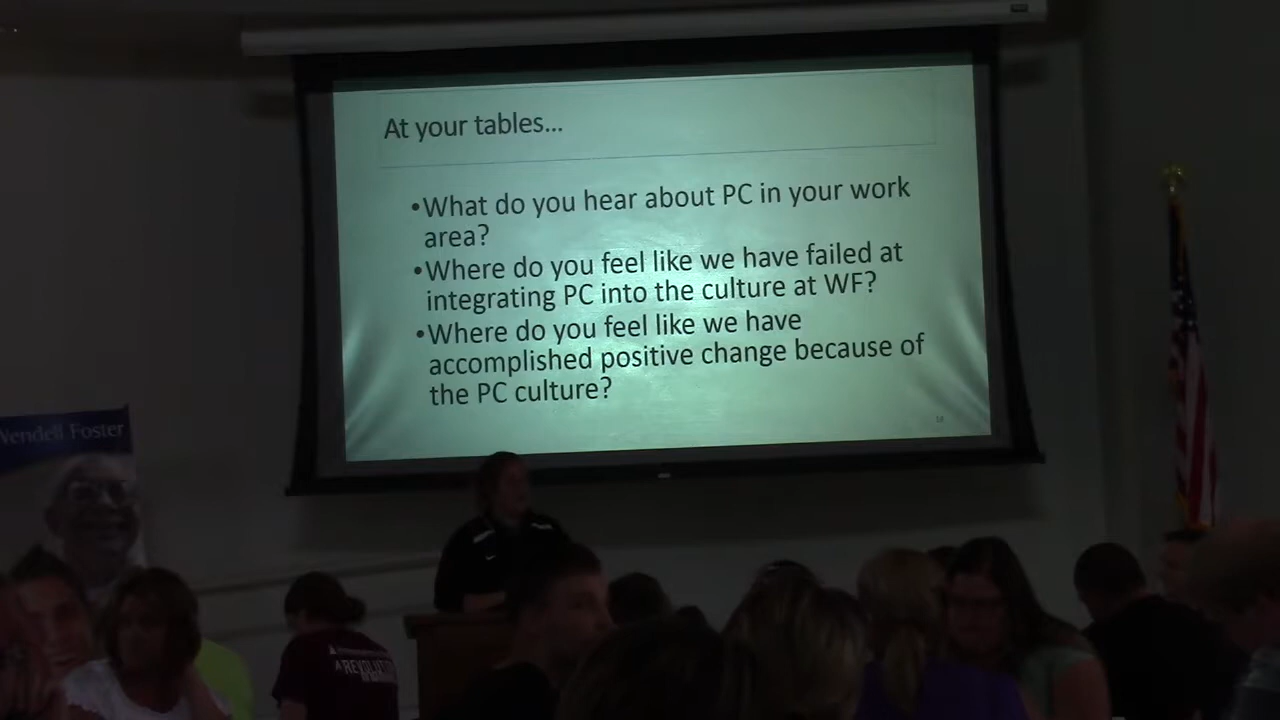 At your tables...
•What do you hear about PC in your work
area?
•Where do you feel like we have failed at
integrating PC into the culture at WF?
•Where do you feel like we have
accomplished positive change because of
the PC culture?
Wendell Foster